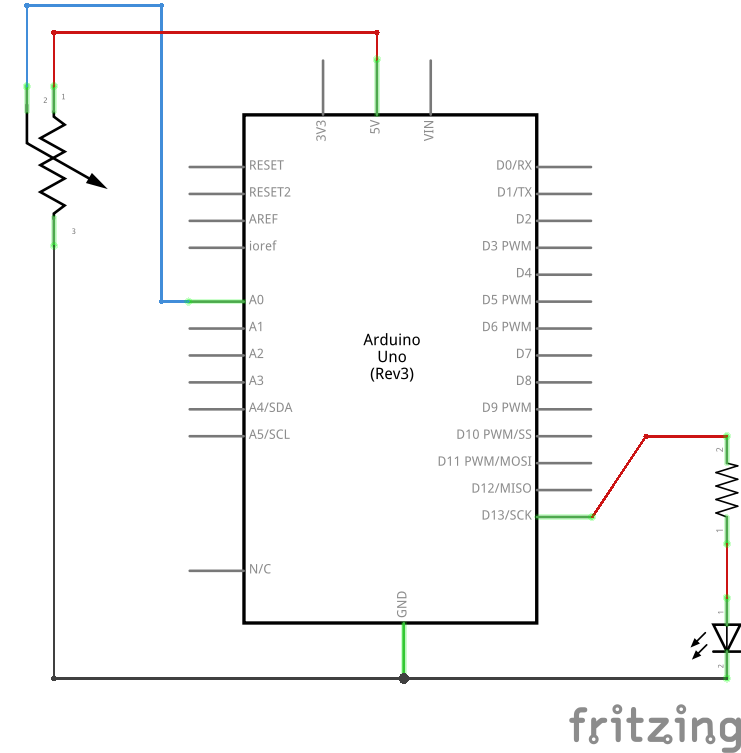 2
1
3
3V3
5V
VIN
RESET
RESET2
AREF
ioref
A0
A1
A2
A3
A4/SDA
A5/SCL
N/C
Arduino
Uno
(Rev3)
D0/RX
D1/TX
D2
D3 PWM
D4
D5 PWM
D6 PWM
D7
D8
D9 PWM
D10 PWM/SS
D11 PWM/MOSI
D12/MISO
D13/SCK
GND
2
1
1
2
fritzing